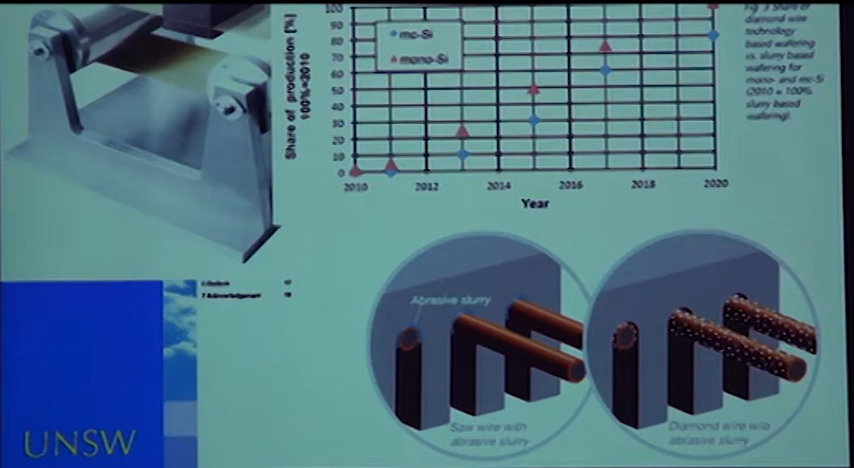 Share of production [%]
100%=2010
100
90
80
70
60
50
40
30
20
10
0
mc-Si
mono-Si
2010
2012
2014
2016
2018
2020
Year
Fig 3 Share of
diamond wire
technology
based wafering
vs. slurry based
wafering for
mono- and mc-Si
(2010 = 100%
slurry based
wafering).
7 Acknowledgement
Abrasive slurry
Saw wire with
abrasive slurry
Diamond wire w/o
abrasive slurry
UNSW